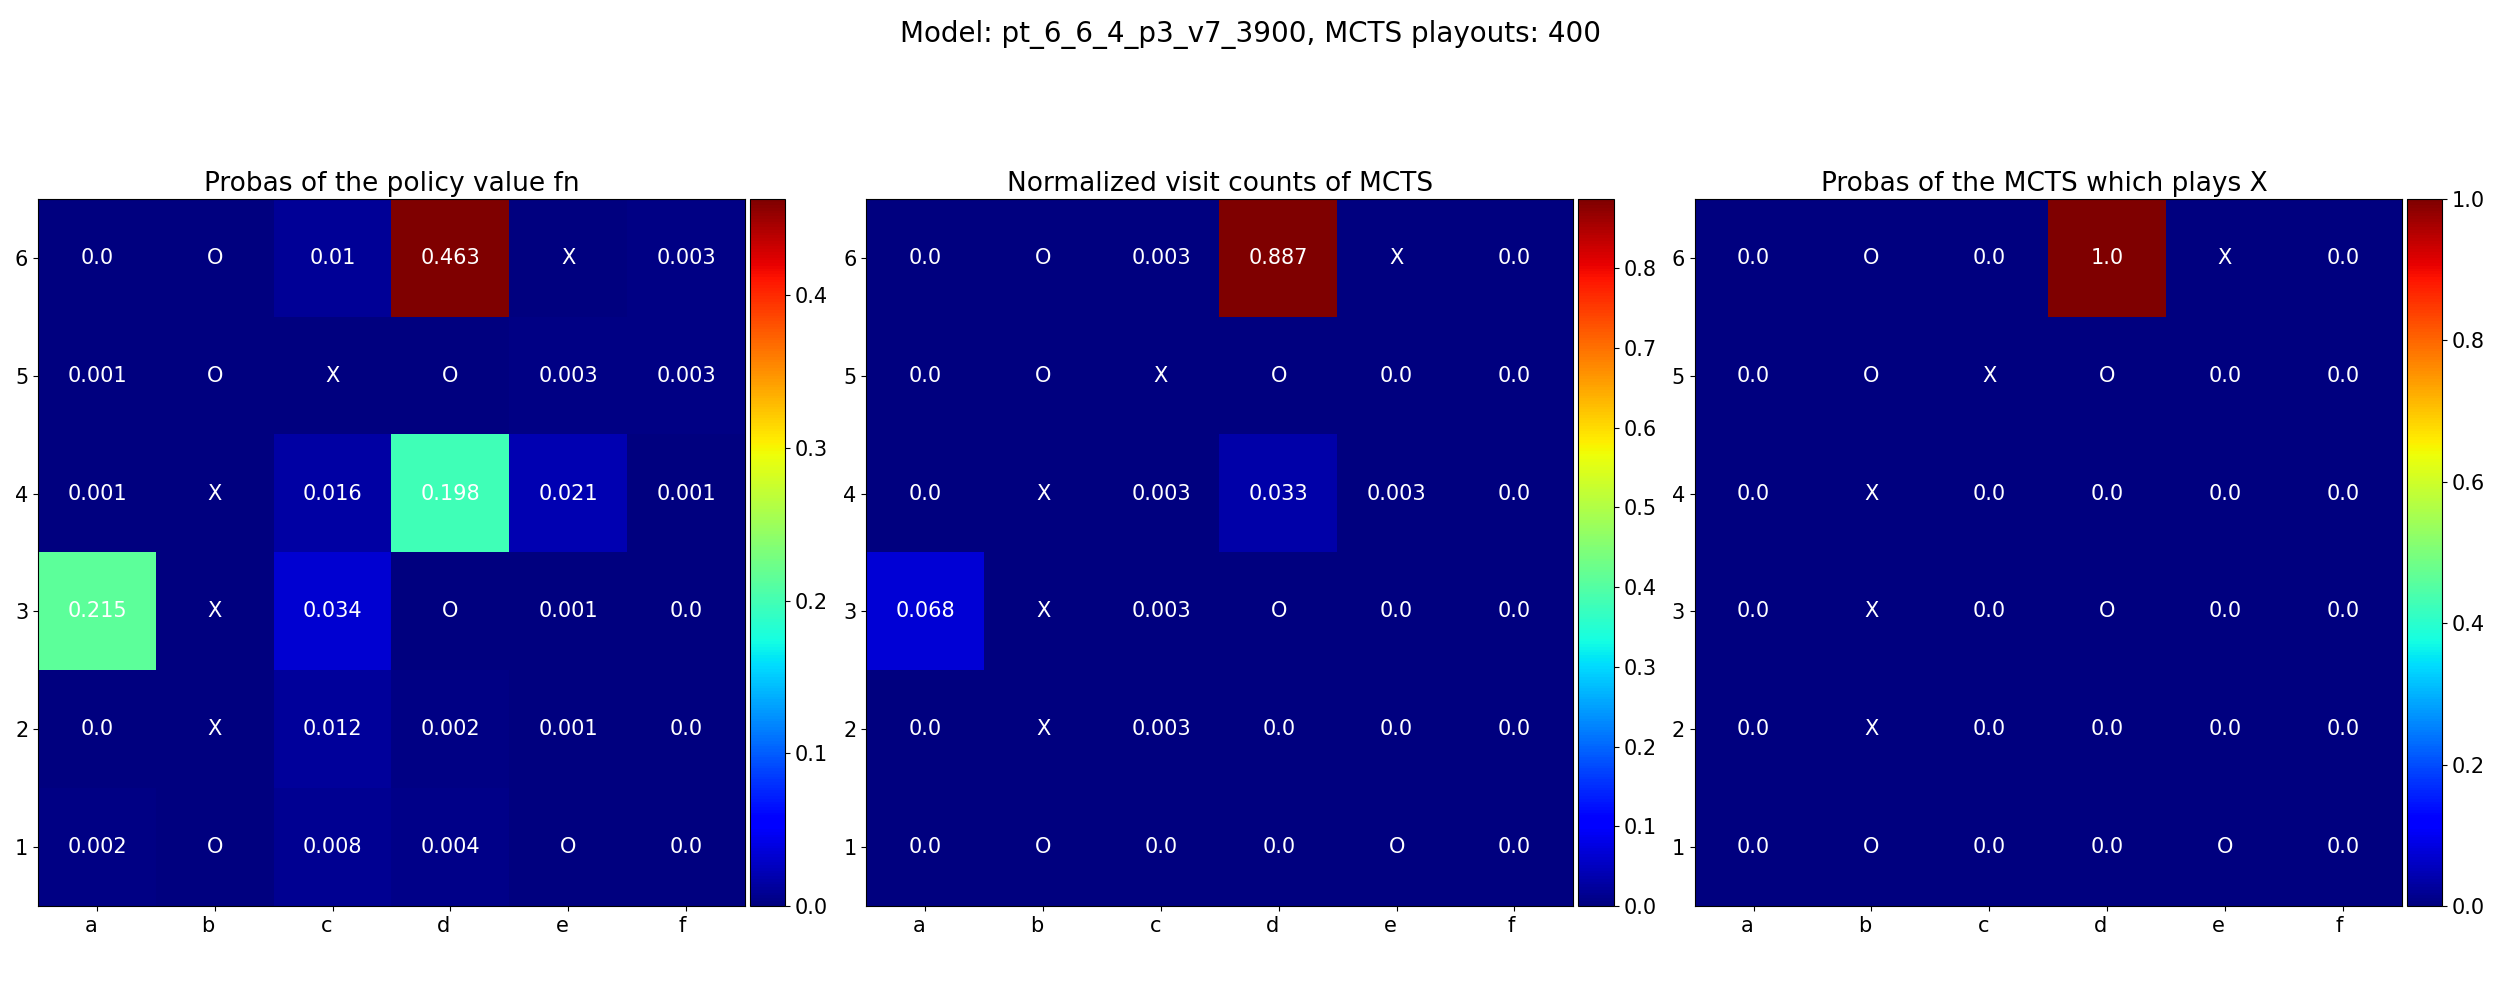 Model: pt_6_6_4_p3_v7_3900, MCTS playouts: 400
Probas of the policy value fn
6 0.0 O 0.01 0.463 X 0.003
5 0.001 O X O 0.003 0.003
4 0.001 X 0.016 0.198 0.021 0.001
3 0.215 X 0.034 O 0.001 0.0
2 0.0 X 0.012 0.002 0.001 0.0
1 0.002 O 0.008 0.004 O 0.0
a b c d e f
0.4
0.3
0.2
0.1
0.0
Normalized visit counts of MCTS
6 0.0 O 0.003 0.887 X 0.0
5 0.0 O X O 0.0 0.0
4 0.0 X 0.003 0.033 0.003 0.0
3 0.068 X 0.003 O 0.0 0.0
2 0.0 X 0.003 0.0 0.0 0.0
1 0.0 O 0.0 0.0 O 0.0
a b c d e f
0.8
0.7
0.6
0.5
0.4
0.3
0.2
0.1
0.0
Probas of the MCTS which plays X
6 0.0 O 0.0 1.0 X 0.0
5 0.0 O X O 0.0 0.0
4 0.0 X 0.0 0.0 0.0 0.0
3 0.0 X 0.0 O 0.0 0.0
2 0.0 X 0.0 0.0 0.0 0.0
1 0.0 O 0.0 0.0 O 0.0
a b c d e f
1.0
0.8
0.6
0.4
0.2
0.0